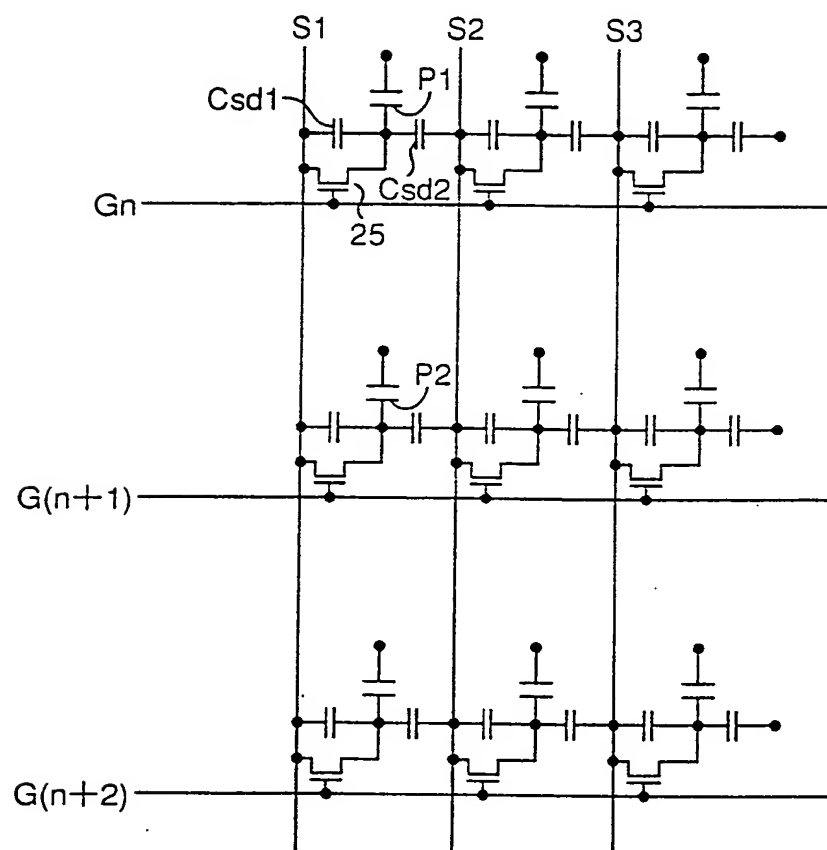 S1 S2 S3
P1
Csd1
Csd2
Gn
25
P2
G(n+1)
G(n+2)